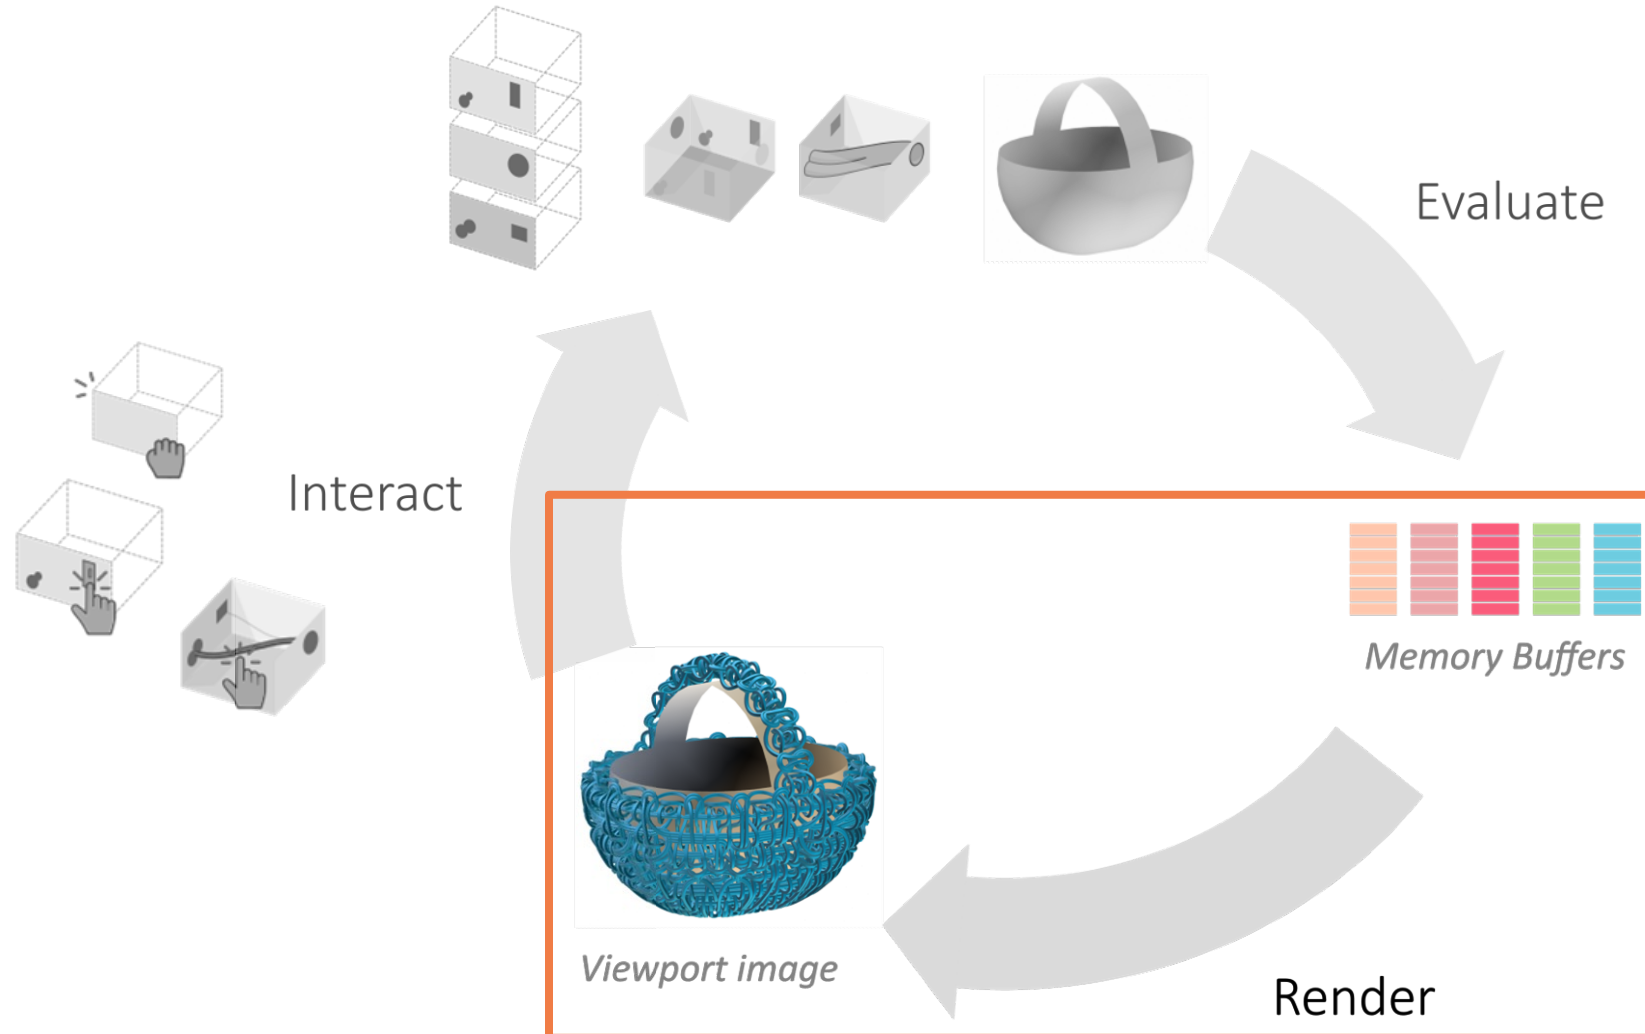 Evaluate
Interact
Memory Buffers
Viewport image
Render